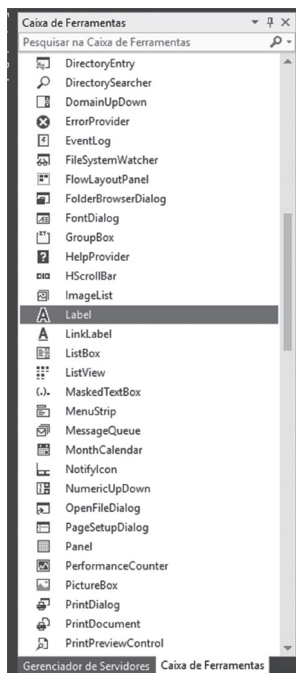 Caixa de Ferramentas
Pesquisar na Caixa de Ferramentas
DirectoryEntry
DirectorySearcher
DomainUpDown
ErrorProvider
EventLog
FileSystemWatcher
FlowLayoutPanel
FolderBrowserDialog
FontDialog
GroupBox
HelpProvider
HScrollBar
ImageList
Label
LinkLabel
ListBox
ListView
MaskedTextBox
MenuStrip
MessageQueue
MonthCalendar
NotifyIcon
NumericUpDown
OpenFileDialog
PageSetupDialog
Panel
PerformanceCounter
PictureBox
PrintDialog
PrintDocument
PrintPreviewControl
Gerenciador de Servidores Caixa de Ferramentas